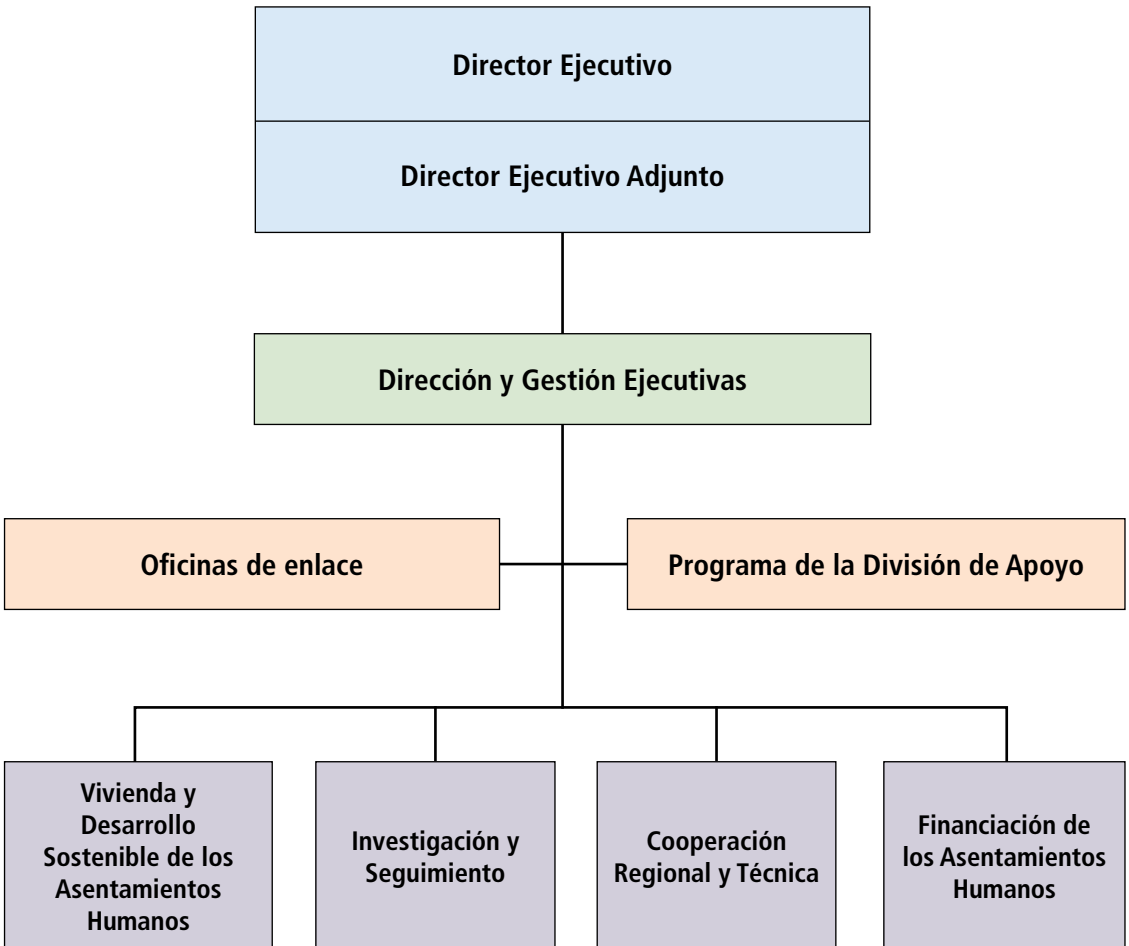 Director Ejecutivo
Director Ejecutivo Adjunto
Dirección y Gestión Ejecutivas
Oficinas de enlace
Programa de la División de Apoyo
Vivienda y
Desarrollo
Sostenible de los
Asentamientos
Humanos
Investigación y
Seguimiento
Cooperación
Regional y Técnica
Financiación de
los Asentamientos
Humanos